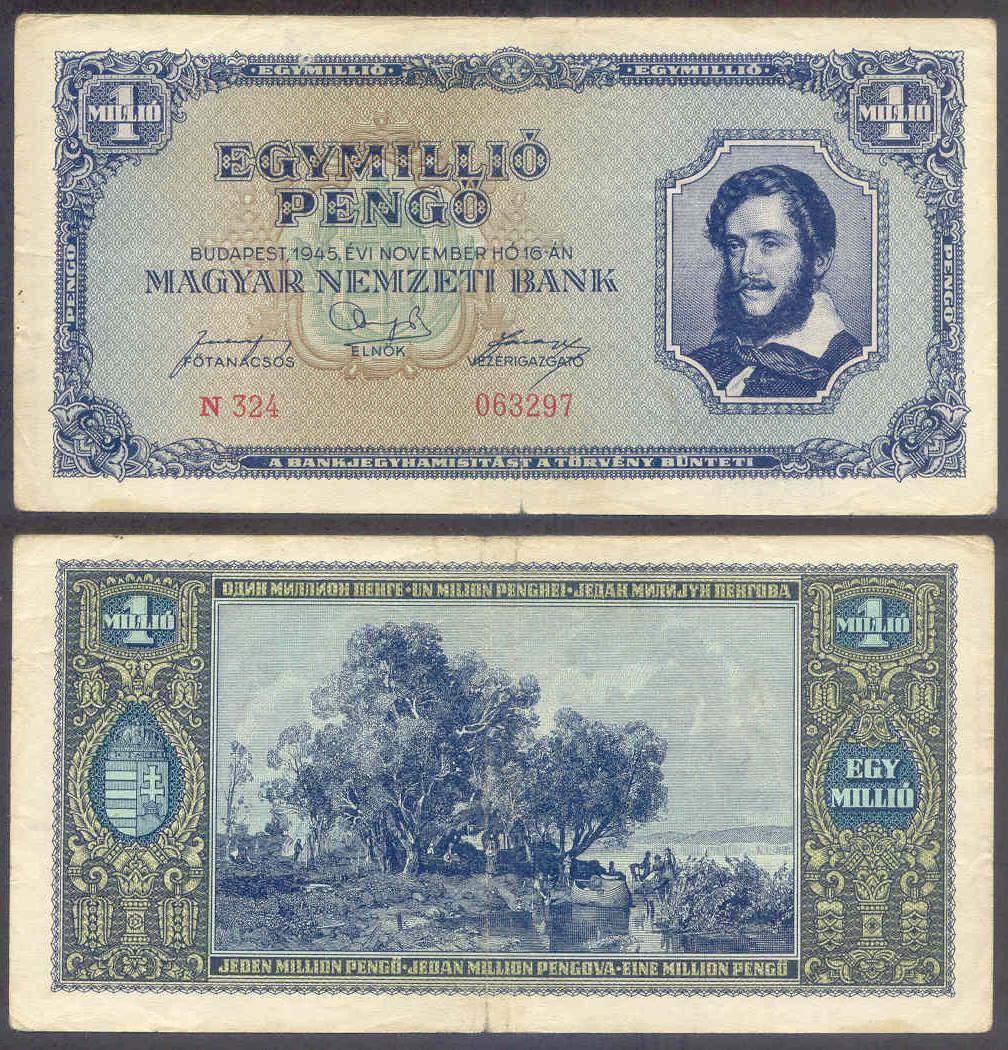 EGYMILLIÓ EGYMILLIÓ
1 MILLIÓ 1 MILLIÓ
EGYMILLIÓ
PENGŐ
BUDAPEST, 1945. ÉVI NOVEMBER HÓ 16-ÁN
MAGYAR NEMZETI BANK
PENGŐ PENGŐ
FŐTANÁCSOS ELNÖK VEZÉRIGAZGATÓ
N 324 063297
A BANKJEGYHAMISITÁST A TÖRVÉNY BÜNTETI
ОДИН МИЛЛИОН ПЕНГЕ · UN MILION PENGHEI · ЈЕДАН МИЛИЈУН ПЕНГОВА
1 MILLIÓ 1 MILLIÓ
EGY
MILLIÓ
JEDEN MILLION PENGŐ · JEDAN MILLION PENGOVA · EINE MILLION PENGŐ